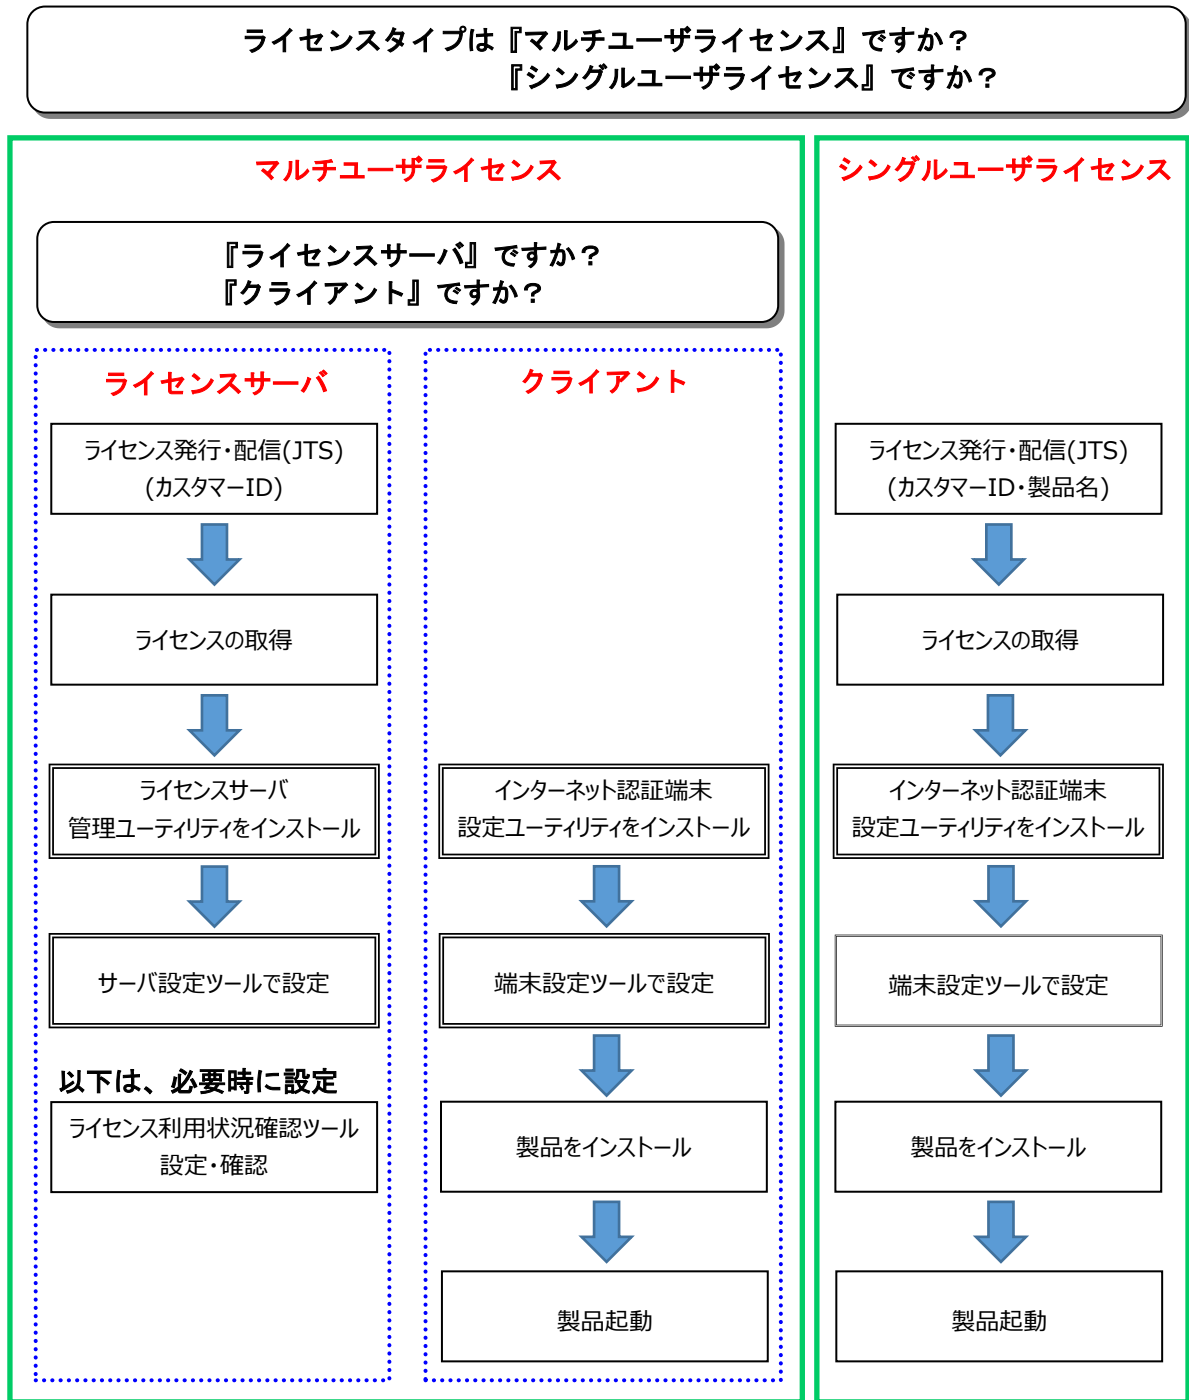 ライセンスタイプは『マルチユーザライセンス』ですか？
『シングルユーザライセンス』ですか？
マルチユーザライセンス
『ライセンスサーバ』ですか？
『クライアント』ですか？
ライセンスサーバ
ライセンス発行・配信(JTS)
(カスタマーID)
ライセンスの取得
ライセンスサーバ
管理ユーティリティをインストール
サーバ設定ツールで設定
以下は、必要時に設定
ライセンス利用状況確認ツール
設定・確認
クライアント
インターネット認証端末
設定ユーティリティをインストール
端末設定ツールで設定
製品をインストール
製品起動
シングルユーザライセンス
ライセンス発行・配信(JTS)
(カスタマーID・製品名)
ライセンスの取得
インターネット認証端末
設定ユーティリティをインストール
端末設定ツールで設定
製品をインストール
製品起動